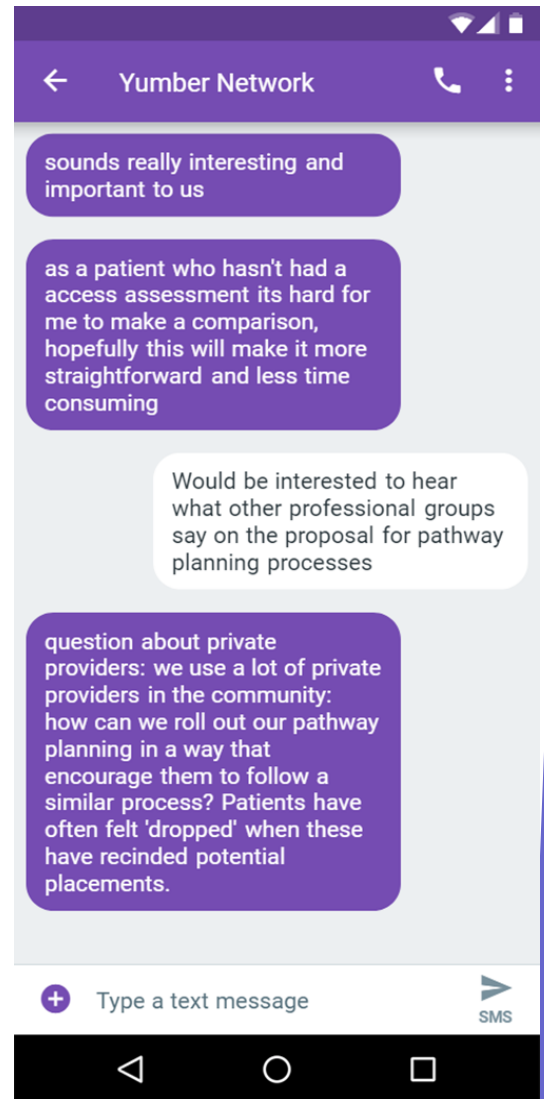 Yumber Network
sounds really interesting and
important to us
as a patient who hasn't had a
access assessment its hard for
me to make a comparison,
hopefully this will make it more
straightforward and less time
consuming
Would be interested to hear
what other professional groups
say on the proposal for pathway
planning processes
question about private
providers: we use a lot of private
providers in the community:
how can we roll out our pathway
planning in a way that
encourage them to follow a
similar process? Patients have
often felt 'dropped' when these
have recinded potential
placements.
Type a text message
SMS